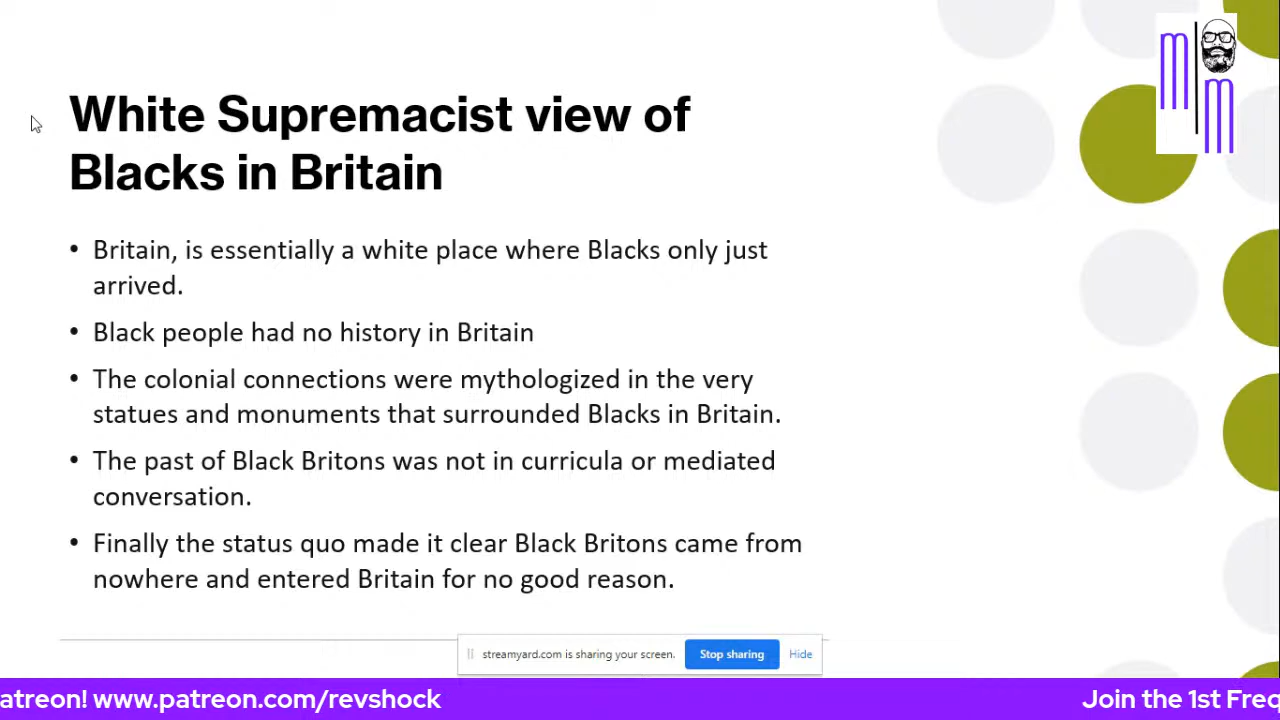 White Supremacist view of
Blacks in Britain
• Britain, is essentially a white place where Blacks only just
arrived.
• Black people had no history in Britain
• The colonial connections were mythologized in the very
statues and monuments that surrounded Blacks in Britain.
• The past of Black Britons was not in curricula or mediated
conversation.
• Finally the status quo made it clear Black Britons came from
nowhere and entered Britain for no good reason.
m
m
streamyard.com is sharing your screen.
Stop sharing
Hide
atreon! www.patreon.com/revshock
Join the 1st Freq